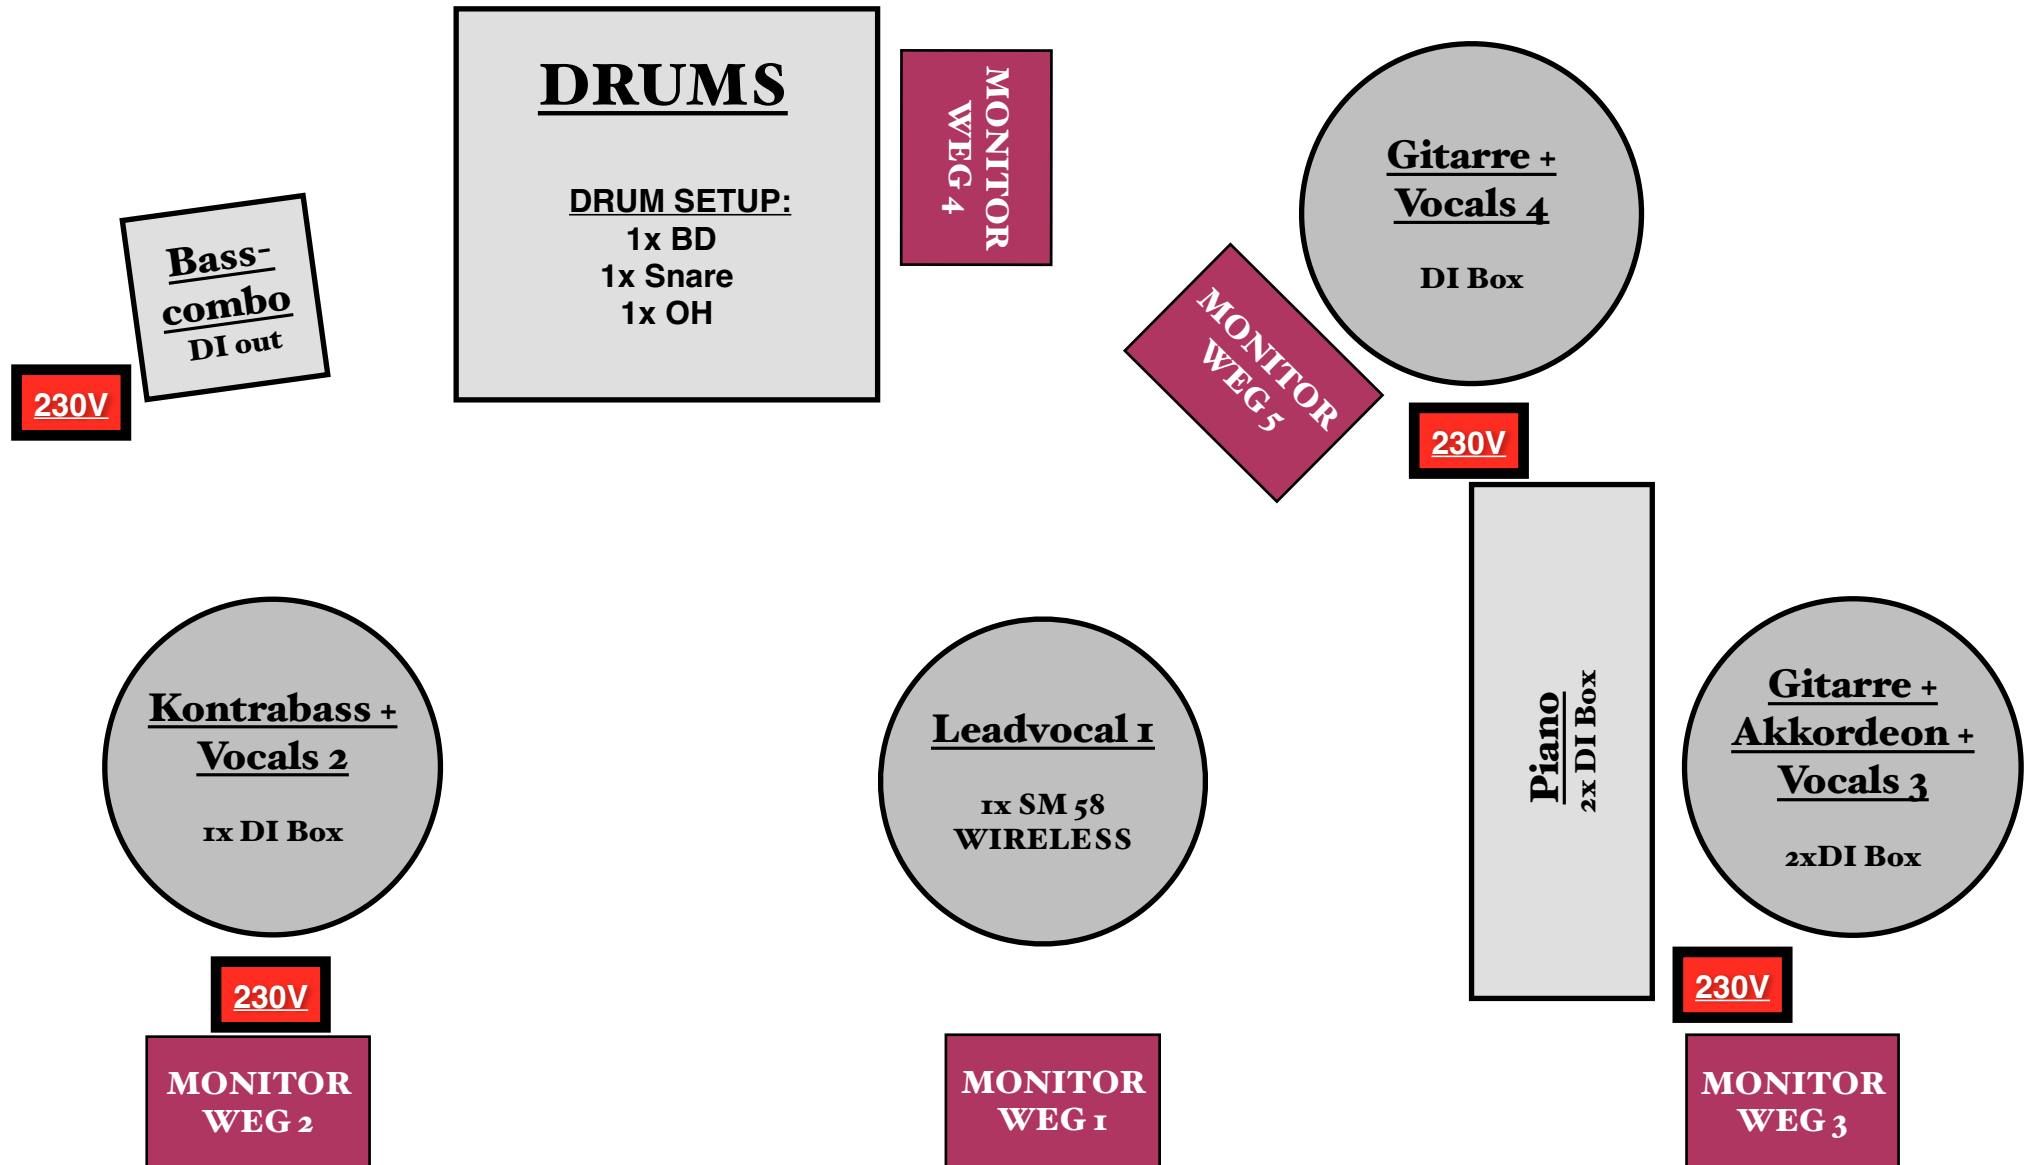 DRUMS
DRUM SETUP:
1x BD
1x Snare
1x OH
MONITOR
WEG 4
Gitarre +
Vocals 4
DI Box
Bass-
combo
DI out
230V
MONITOR
WEG 5
230V
Kontrabass +
Vocals 2
1x DI Box
Leadvocal 1
1x SM 58
WIRELESS
Piano
2x DI Box
Gitarre +
Akkordeon +
Vocals 3
2xDI Box
230V
230V
MONITOR
WEG 2
MONITOR
WEG 1
MONITOR
WEG 3